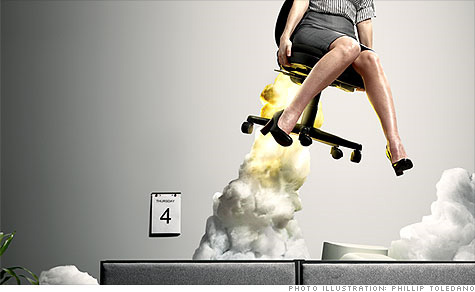 THURSDAY
4
PHOTO ILLUSTRATION: PHILLIP TOLEDANO